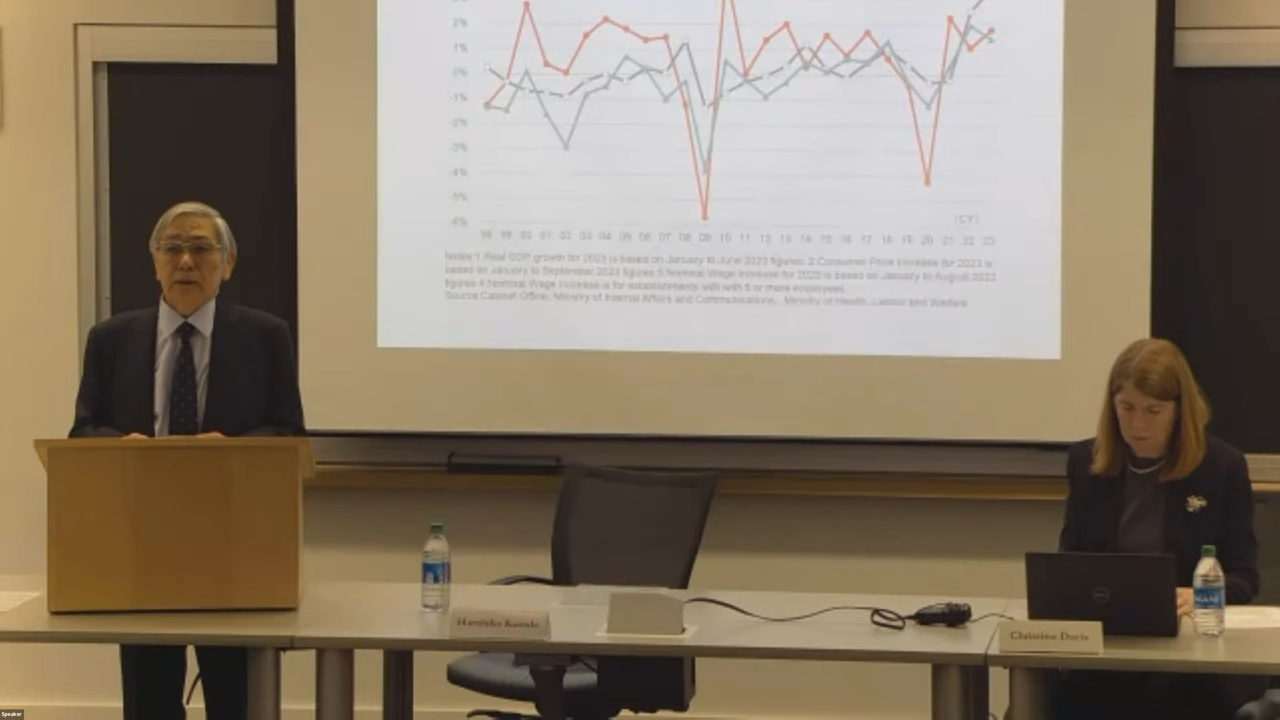 2%
1%
0%
-1%
-2%
-3%
-4%
-5%
-6%
(CY)
98 99 00 01 02 03 04 05 06 07 08 09 10 11 12 13 14 15 16 17 18 19 20 21 22 23
Notes:1.Real GDP growth for 2023 is based on January to June 2023 figures. 2.Consumer Price Increase for 2023 is
based on January to September 2023 figures.3.Nominal Wage Increase for 2023 is based on January to August 2023
figures.4.Nominal Wage Increase is for establishments with with 5 or more employees.
Source:Cabinet Office, Ministry of Internal Affairs and Communications, Ministry of Health, Labour and Welfare
Haruhiko Kuroda
Christina Davis
DELL
Speaker